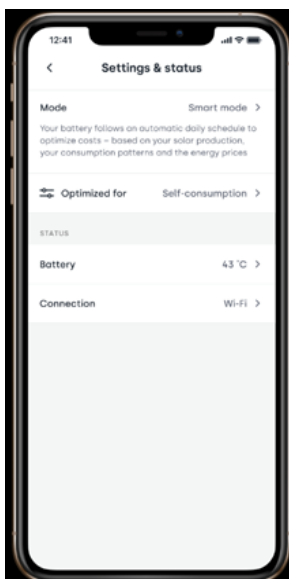 12:41
Settings & status
Mode Smart mode
Your battery follows an automatic daily schedule to
optimize costs – based on your solar production,
your consumption patterns and the energy prices
Optimized for Self-consumption
STATUS
Battery 43 °C
Connection Wi-Fi